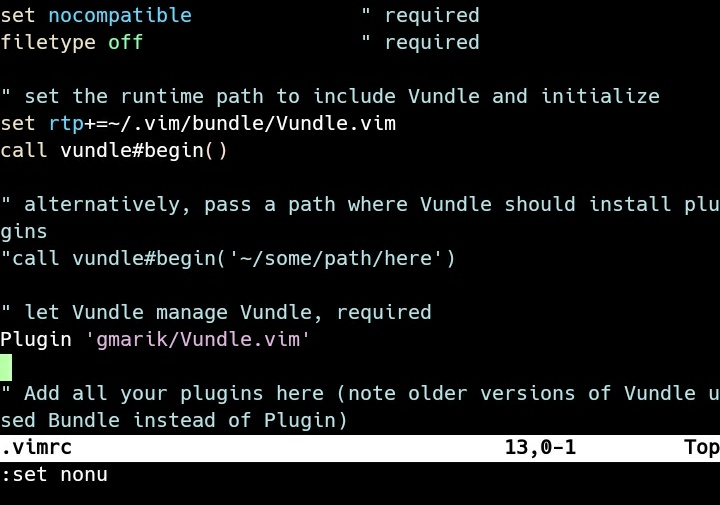 set nocompatible              " required
filetype off                  " required

" set the runtime path to include Vundle and initialize
set rtp+=~/.vim/bundle/Vundle.vim
call vundle#begin()

" alternatively, pass a path where Vundle should install plu
gins
"call vundle#begin('~/some/path/here')

" let Vundle manage Vundle, required
Plugin 'gmarik/Vundle.vim'

" Add all your plugins here (note older versions of Vundle u
sed Bundle instead of Plugin)
.vimrc                                    13,0-1         Top
:set nonu